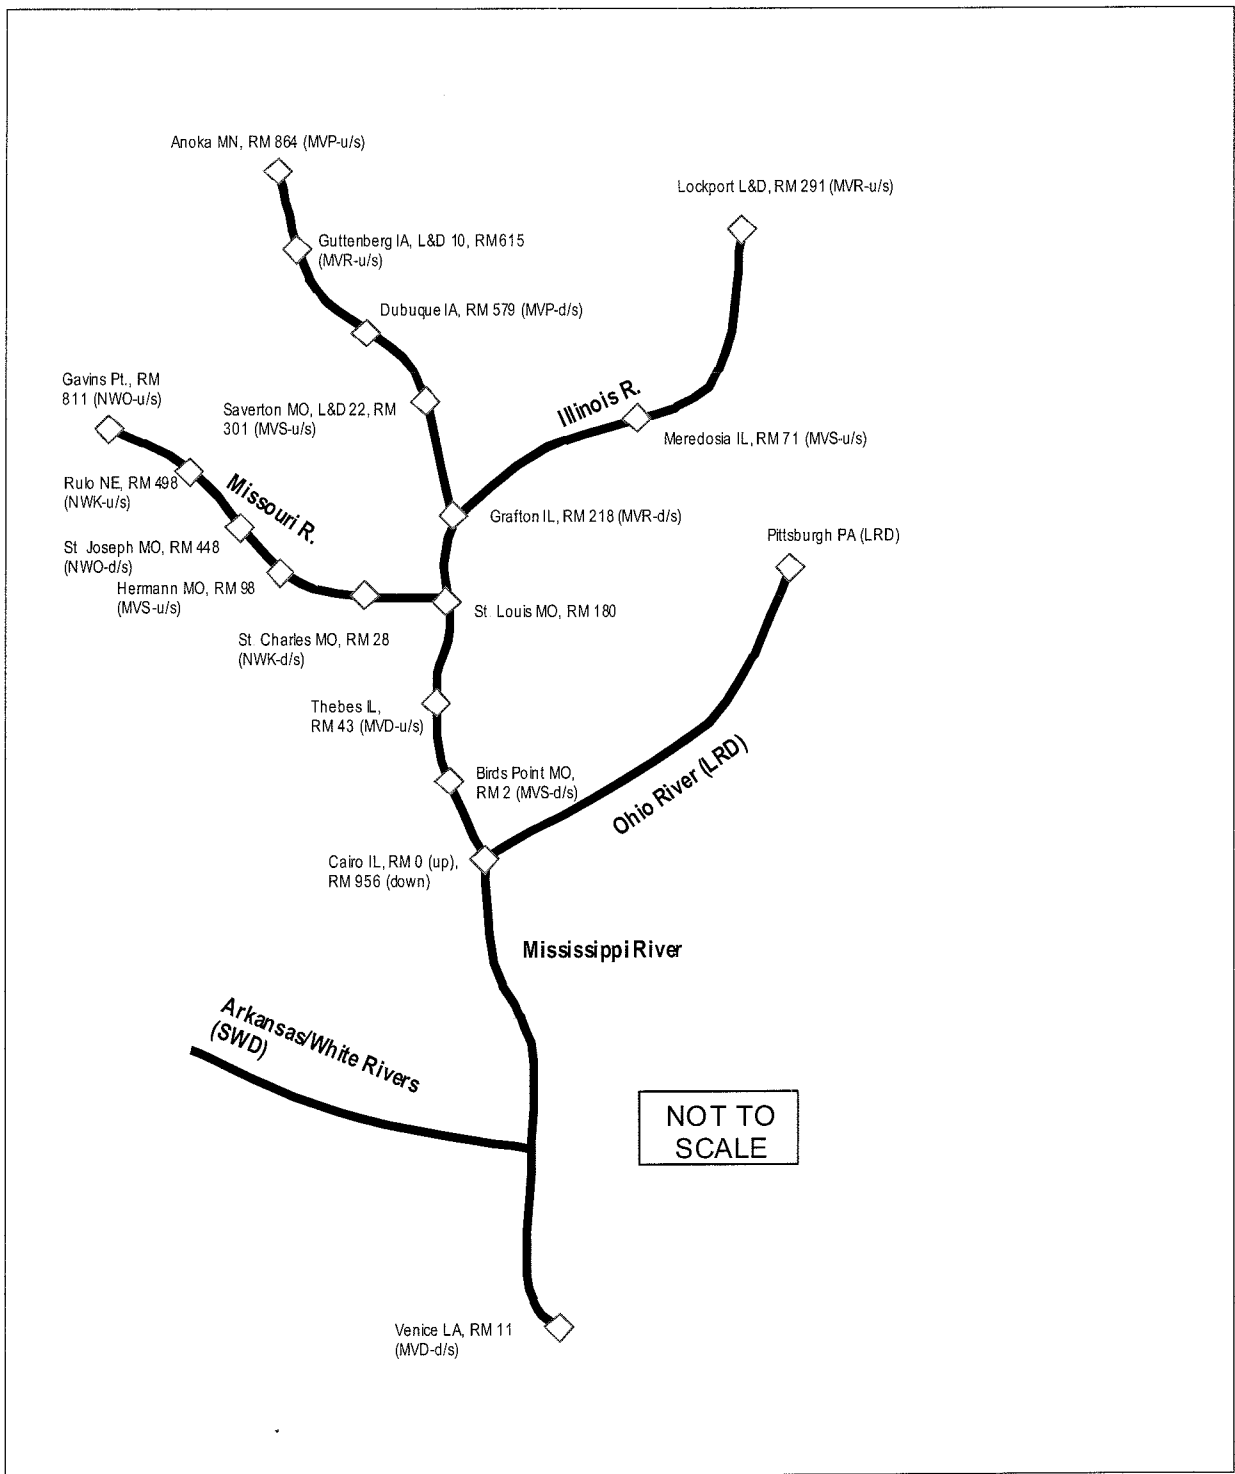 Anoka MN, RM 864 (MVP-u/s)
Lockport L&D, RM 291 (MVR-u/s)
Guttenberg IA, L&D 10, RM615
(MVR-u/s)
Dubuque IA, RM 579 (MVP-d/s)
Gavins Pt., RM
811 (NWO-u/s)
Saverton MO, L&D 22, RM
301 (MVS-u/s)
Illinois R.
Meredosia IL, RM 71 (MVS-u/s)
Rulo NE, RM 498
(NWK-u/s)
Missouri R.
Grafton IL, RM 218 (MVR-d/s)
Pittsburgh PA (LRD)
St Joseph MO, RM 448
(NWO-d/s)
Hermann MO, RM 98
(MVS-u/s)
St. Louis MO, RM 180
St Charles MO, RM 28
(NWK-d/s)
Thebes IL,
RM 43 (MVD-u/s)
Birds Point MO,
RM 2 (MVS-d/s)
Ohio River (LRD)
Cairo IL, RM 0 (up),
RM 956 (down)
Mississippi River
Arkansas/White Rivers
(SWD)
NOT TO
SCALE
Venice LA, RM 11
(MVD-d/s)